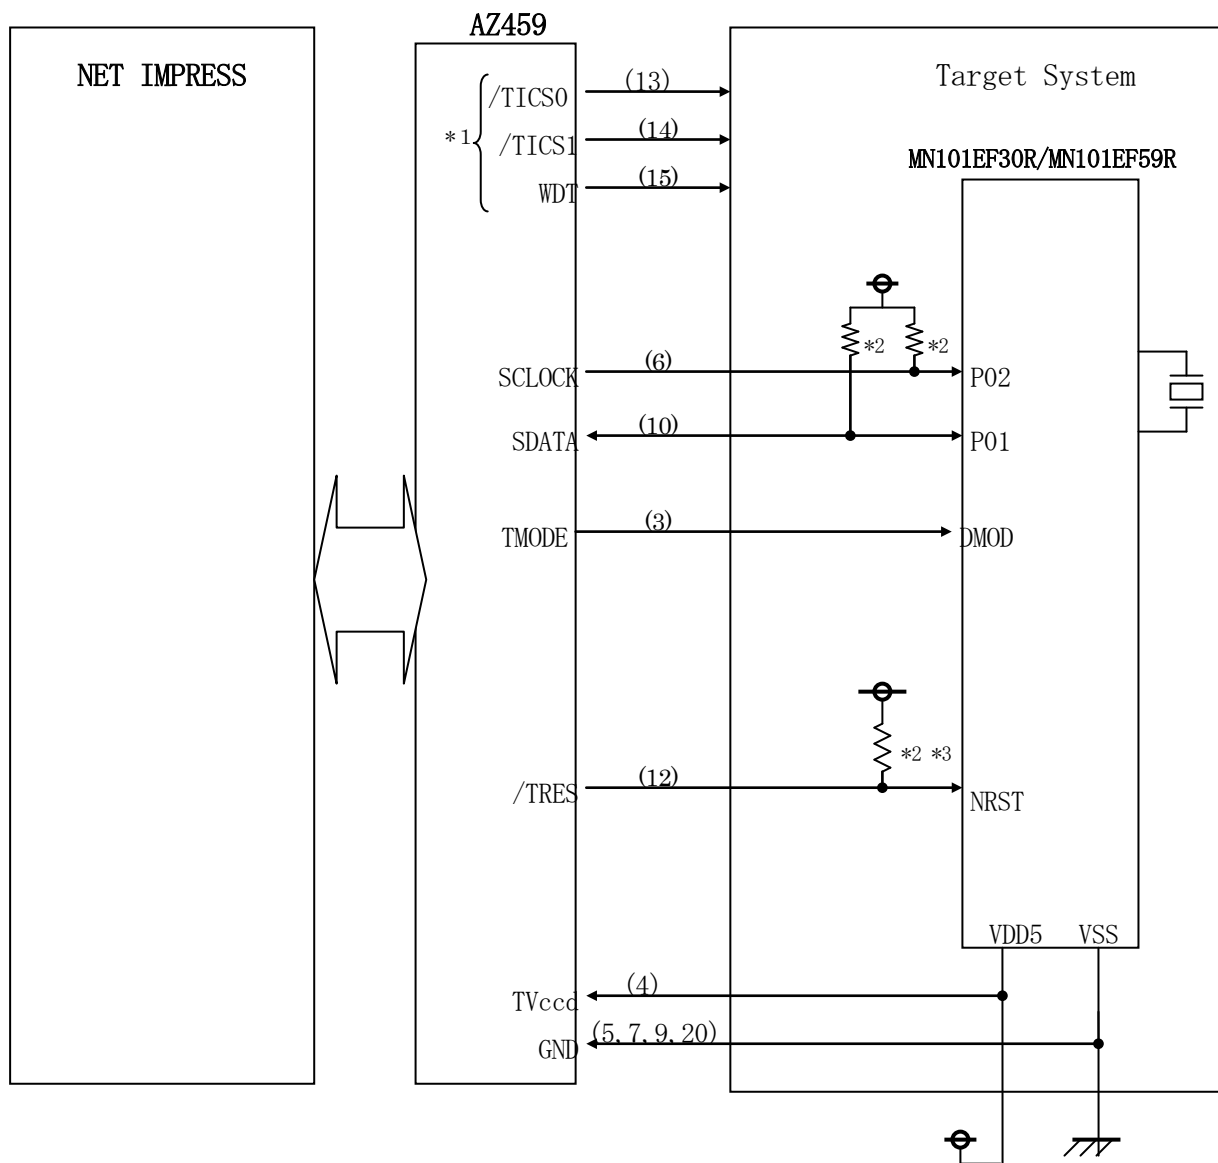 AZ459
NET IMPRESS
Target System
/TICS0
(13)
*1
/TICS1
(14)
WDT
(15)
MN101EF30R/MN101EF59R
*2
*2
SCLOCK
(6)
P02
SDATA
(10)
P01
TMODE
(3)
DMOD
*2 *3
/TRES
(12)
NRST
VDD5
VSS
TVccd
(4)
GND
(5,7,9,20)